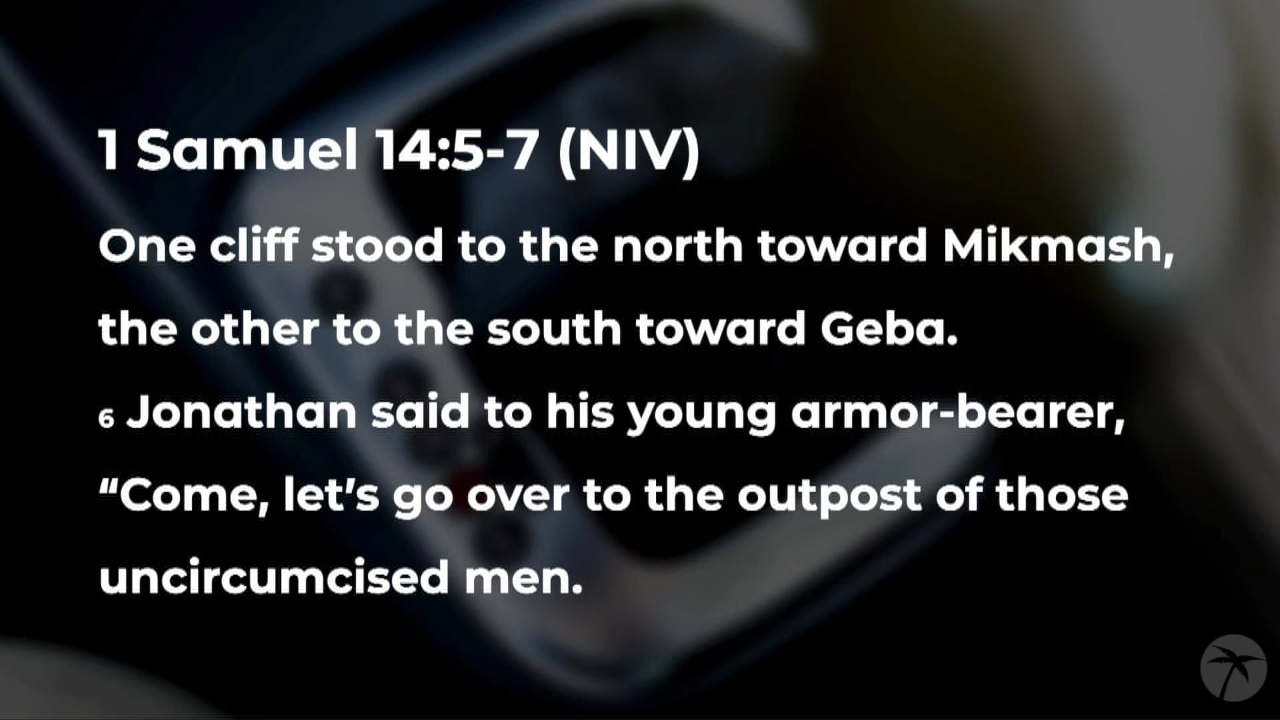 1 Samuel 14:5-7 (NIV)
One cliff stood to the north toward Mikmash,
the other to the south toward Geba.
6 Jonathan said to his young armor-bearer,
“Come, let’s go over to the outpost of those
uncircumcised men.